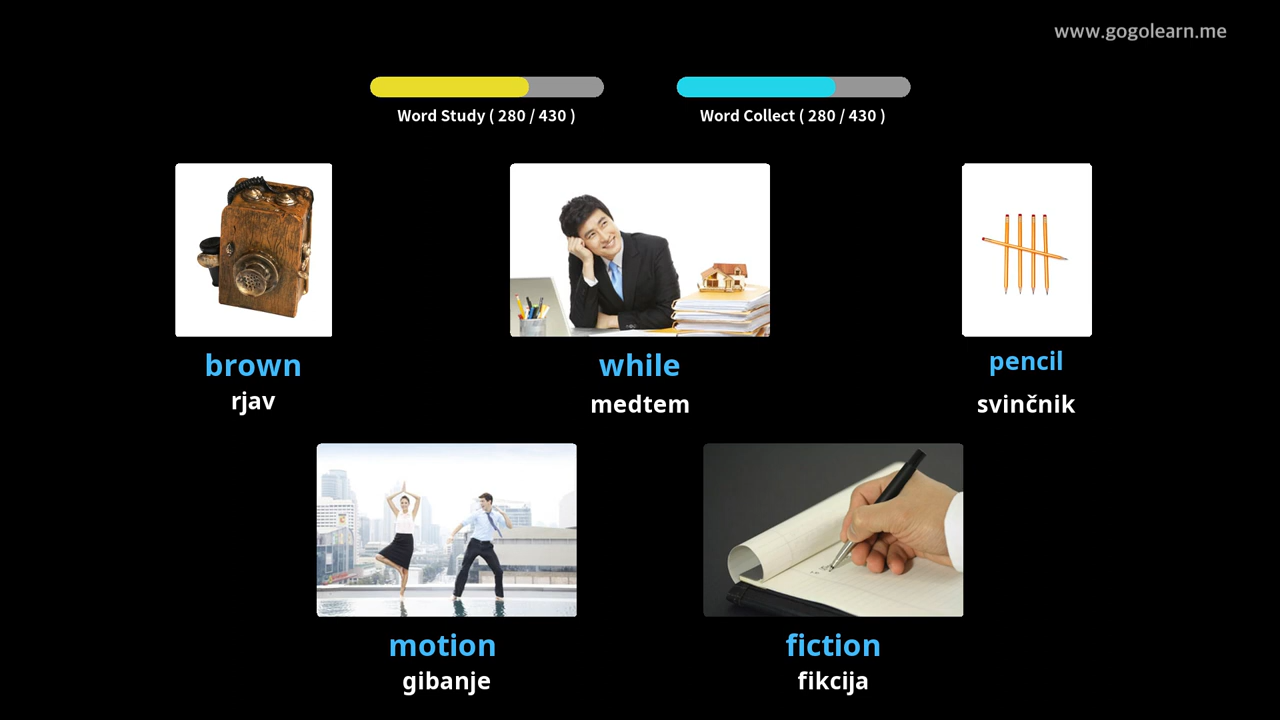 www.gogolearn.me
Word Study ( 280 / 430 )
Word Collect ( 280 / 430 )
brown
rjav
while
medtem
pencil
svinčnik
motion
gibanje
fiction
fikcija